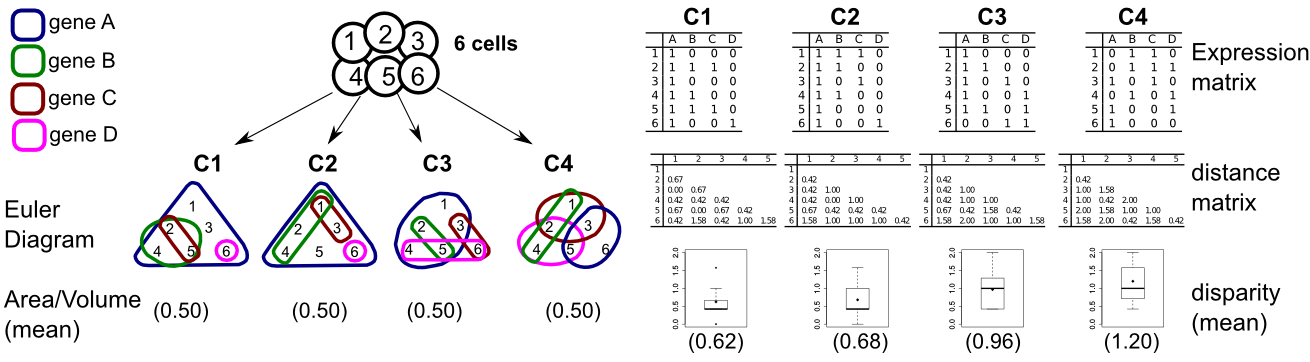 gene A
gene B
gene C
gene D
1 2 3
4 5 6
6 cells
C1 C2 C3 C4
Euler
Diagram
1
2 3
4 5 6
1
2 3
4 5 6
1
2 3
4 5 6
1
2 3
4 5 6
Area/Volume
(mean)
(0.50) (0.50) (0.50) (0.50)
C1
A B C D
1 1 0 0 0
2 1 1 1 0
3 1 0 0 0
4 1 1 0 0
5 1 1 1 0
6 1 0 0 1
C2
A B C D
1 1 1 1 0
2 1 1 0 0
3 1 0 1 0
4 1 1 0 0
5 1 0 0 0
6 1 0 0 1
C3
A B C D
1 1 0 0 0
2 1 1 0 0
3 1 0 1 0
4 1 0 0 1
5 1 1 0 1
6 0 0 1 1
C4
A B C D
1 0 1 1 0
2 0 1 1 1
3 1 0 1 0
4 0 1 0 1
5 1 0 0 1
6 1 0 0 0
Expression
matrix
1 2 3 4 5
1
2 0.67
3 0.00 0.67
4 0.42 0.42 0.42
5 0.67 0.00 0.67 0.42
6 0.42 1.58 0.42 1.00 1.58
1 2 3 4 5
1
2 0.42
3 0.42 1.00
4 0.42 0.00 1.00
5 0.67 0.42 0.42 0.42
6 1.58 1.00 1.00 1.00 0.42
1 2 3 4 5
1
2 0.42
3 0.42 1.00
4 0.42 1.00 1.00
5 0.67 0.42 1.58 0.42
6 1.58 2.00 1.00 1.00 1.58
1 2 3 4 5
1
2 0.42
3 1.00 1.58
4 1.00 0.42 2.00
5 2.00 1.00 1.00 1.00
6 1.58 2.00 0.42 1.58 0.42
distance
matrix
0.0 0.5 1.0 1.5 2.0
0.0 0.5 1.0 1.5 2.0
0.0 0.5 1.0 1.5 2.0
0.0 0.5 1.0 1.5 2.0
disparity
(mean)
(0.62) (0.68) (0.96) (1.20)